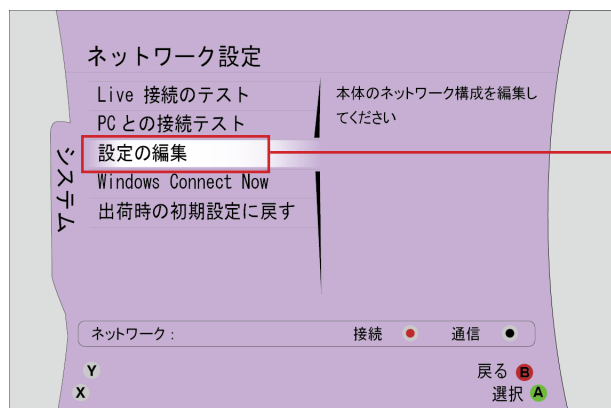 ネットワーク設定
Live 接続のテスト
PCとの接続テスト
設定の編集
Windows Connect Now
出荷時の初期設定に戻す
本体のネットワーク構成を編集し
てください
システム
ネットワーク： 接続 通信
Y
X
戻る B
選択 A